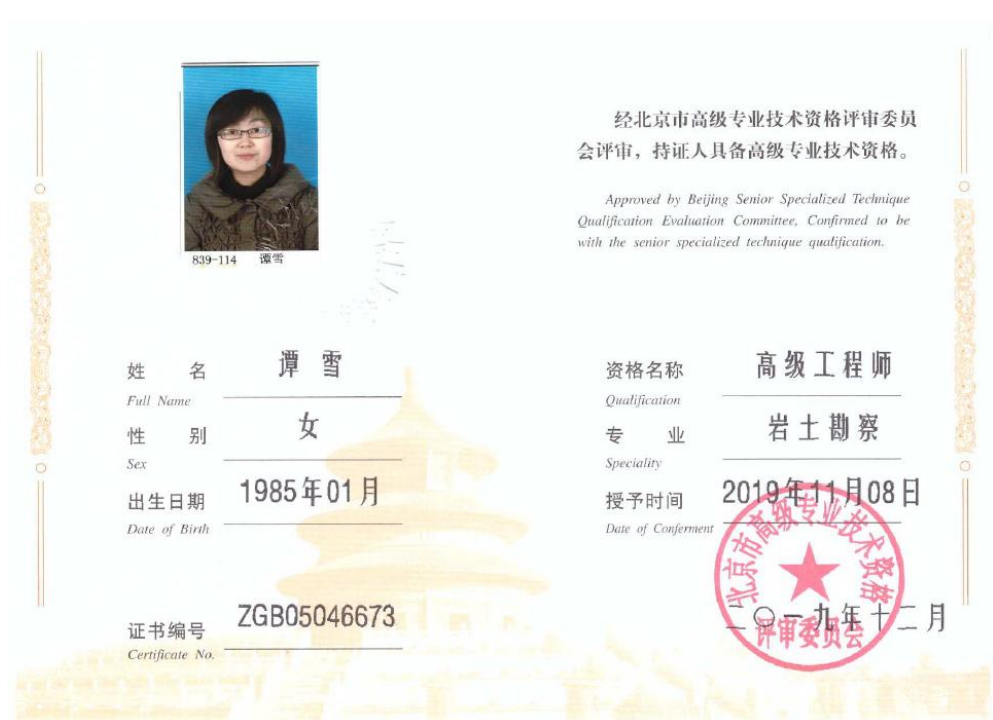 839-114 谭雪
姓 名 谭 雪
Full Name
性 别 女
Sex
出生日期 1985年01月
Date of Birth
证书编号 ZGB05046673
Certificate No.
经北京市高级专业技术资格评审委员
会评审，持证人具备高级专业技术资格。
Approved by Beijing Senior Specialized Technique
Qualification Evaluation Committee, Confirmed to be
with the senior specialized technique qualification.
资格名称 高级工程师
Qualification
专 业 岩土勘察
Speciality
授予时间 2019年11月08日
Date of Conferment
北京市高级专业技术资格
评审委员会
二〇一九年十二月